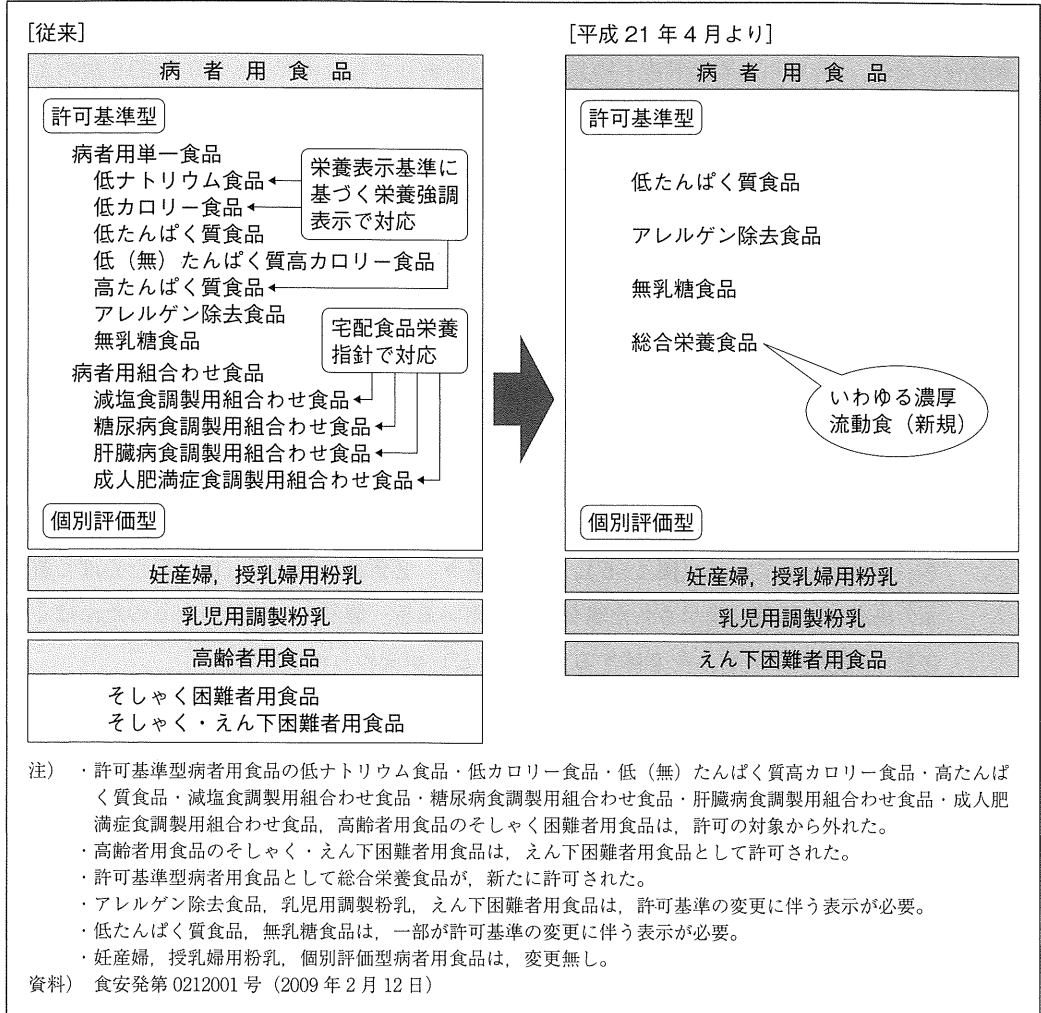 [従来]
病者用食品
許可基準型
病者用単一食品
低ナトリウム食品
低カロリー食品
低たんぱく質食品
低（無）たんぱく質高カロリー食品
高たんぱく質食品
アレルゲン除去食品
無乳糖食品
栄養表示基準に
基づく栄養強調
表示で対応
宅配食品栄養
指針で対応
病者用組合わせ食品
減塩食調製用組合わせ食品
糖尿病食調製用組合わせ食品
肝臓病食調製用組合わせ食品
成人肥満症食調製用組合わせ食品
個別評価型
妊産婦，授乳婦用粉乳
乳児用調製粉乳
高齢者用食品
そしゃく困難者用食品
そしゃく・えん下困難者用食品
[平成21年4月より]
病者用食品
許可基準型
低たんぱく質食品
アレルゲン除去食品
無乳糖食品
総合栄養食品
いわゆる濃厚
流動食（新規）
個別評価型
妊産婦，授乳婦用粉乳
乳児用調製粉乳
えん下困難者用食品
注）・許可基準型病者用食品の低ナトリウム食品・低カロリー食品・低（無）たんぱく質高カロリー食品・高たんぱ
く質食品・減塩食調製用組合わせ食品・糖尿病食調製用組合わせ食品・肝臓病食調製用組合わせ食品・成人肥
満症食調製用組合わせ食品，高齢者用食品のそしゃく困難者用食品は，許可の対象から外れた。
・高齢者用食品のそしゃく・えん下困難者用食品は，えん下困難者用食品として許可された。
・許可基準型病者用食品として総合栄養食品が，新たに許可された。
・アレルゲン除去食品，乳児用調製粉乳，えん下困難者用食品は，許可基準の変更に伴う表示が必要。
・低たんぱく質食品，無乳糖食品は，一部が許可基準の変更に伴う表示が必要。
・妊産婦，授乳婦用粉乳，個別評価型病者用食品は，変更無し。
資料）食安発第0212001号（2009年2月12日）